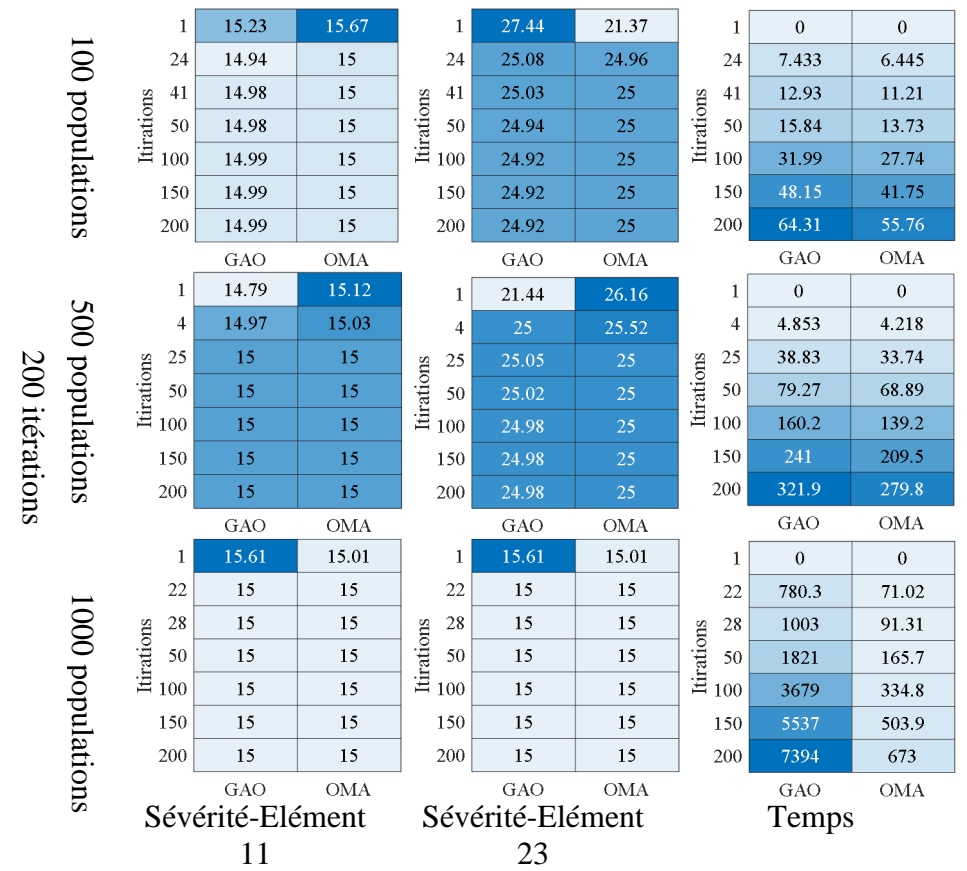 200 itérations
100 populations
Itirations
1 15.23 15.67
24 14.94 15
41 14.98 15
50 14.98 15
100 14.99 15
150 14.99 15
200 14.99 15
GAO OMA
Itirations
1 27.44 21.37
24 25.08 24.96
41 25.03 25
50 24.94 25
100 24.92 25
150 24.92 25
200 24.92 25
GAO OMA
Itirations
1 0 0
24 7.433 6.445
41 12.93 11.21
50 15.84 13.73
100 31.99 27.74
150 48.15 41.75
200 64.31 55.76
GAO OMA
500 populations
Itirations
1 14.79 15.12
4 14.97 15.03
25 15 15
50 15 15
100 15 15
150 15 15
200 15 15
GAO OMA
Itirations
1 21.44 26.16
4 25 25.52
25 25.05 25
50 25.02 25
100 24.98 25
150 24.98 25
200 24.98 25
GAO OMA
Itirations
1 0 0
4 4.853 4.218
25 38.83 33.74
50 79.27 68.89
100 160.2 139.2
150 241 209.5
200 321.9 279.8
GAO OMA
1000 populations
Itirations
1 15.61 15.01
22 15 15
28 15 15
50 15 15
100 15 15
150 15 15
200 15 15
GAO OMA
Itirations
1 15.61 15.01
22 15 15
28 15 15
50 15 15
100 15 15
150 15 15
200 15 15
GAO OMA
Itirations
1 0 0
22 780.3 71.02
28 1003 91.31
50 1821 165.7
100 3679 334.8
150 5537 503.9
200 7394 673
GAO OMA
Sévérité-Elément
11
Sévérité-Elément
23
Temps